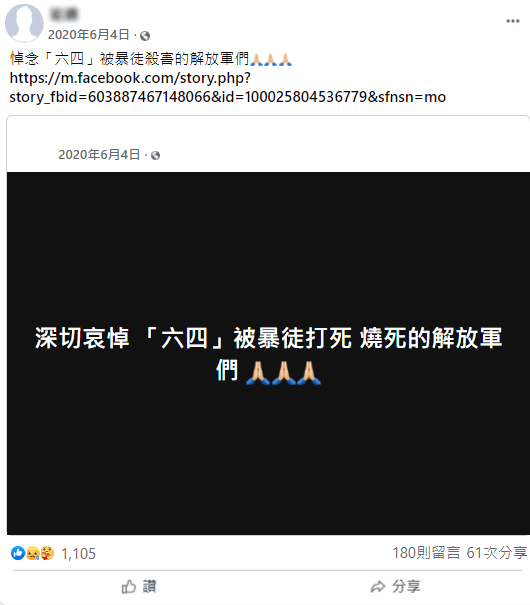 2020年6月4日
悼念「六四」被暴徒殺害的解放軍們🙏🙏🙏
https://m.facebook.com/story.php?
story_fbid=603887467148066&id=100025804536779&sfnsn=mo
2020年6月4日
深切哀悼「六四」被暴徒打死 燒死的解放軍
們 🙏🙏🙏
1,105
180則留言 61次分享
讚
分享